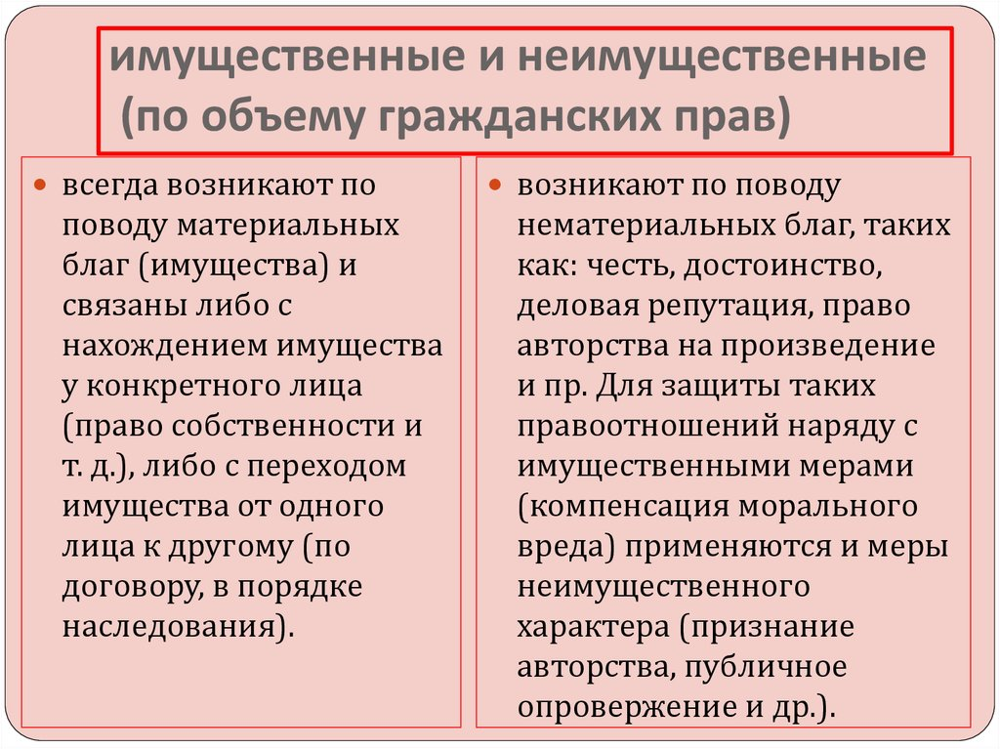 имущественные и неимущественные
(по объему гражданских прав)
• всегда возникают по
поводу материальных
благ (имущества) и
связаны либо с
нахождением имущества
у конкретного лица
(право собственности и
т. д.), либо с переходом
имущества от одного
лица к другому (по
договору, в порядке
наследования).
• возникают по поводу
нематериальных благ, таких
как: честь, достоинство,
деловая репутация, право
авторства на произведение
и пр. Для защиты таких
правоотношений наряду с
имущественными мерами
(компенсация морального
вреда) применяются и меры
неимущественного
характера (признание
авторства, публичное
опровержение и др.).